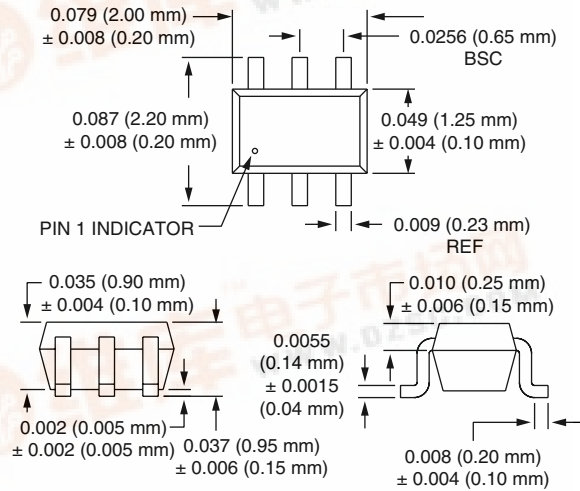 0.079 (2.00 mm)
± 0.008 (0.20 mm)
0.0256 (0.65 mm)
BSC
0.087 (2.20 mm)
± 0.008 (0.20 mm)
0.049 (1.25 mm)
± 0.004 (0.10 mm)
PIN 1 INDICATOR
0.009 (0.23 mm)
REF
0.035 (0.90 mm)
± 0.004 (0.10 mm)
0.010 (0.25 mm)
± 0.006 (0.15 mm)
0.0055
(0.14 mm)
± 0.0015
(0.04 mm)
0.002 (0.005 mm)
± 0.002 (0.005 mm)
0.037 (0.95 mm)
± 0.006 (0.15 mm)
0.008 (0.20 mm)
± 0.004 (0.10 mm)
电子市场网